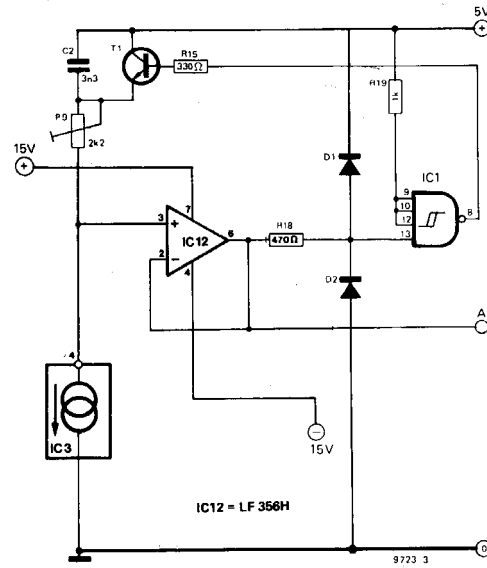 5V
+
C2
3n3
T1
R15
330Ω
R19
1k
P9
2k2
15V
+
D1
IC1
9
10
12
13
8
7
3
+
IC12
6
2
−
4
R18
470Ω
D2
A
4
IC3
−
15V
IC12 = LF 356H
9723 3
0